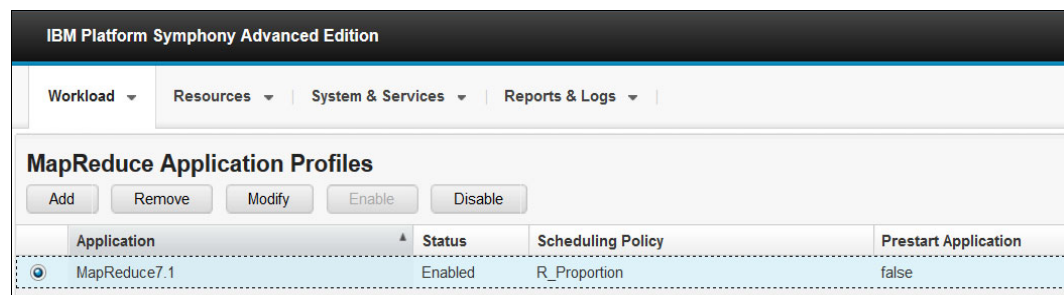 IBM Platform Symphony Advanced Edition
Workload Resources System & Services Reports & Logs
MapReduce Application Profiles
Add Remove Modify Enable Disable
Application Status Scheduling Policy Prestart Application
MapReduce7.1 Enabled R_Proportion false